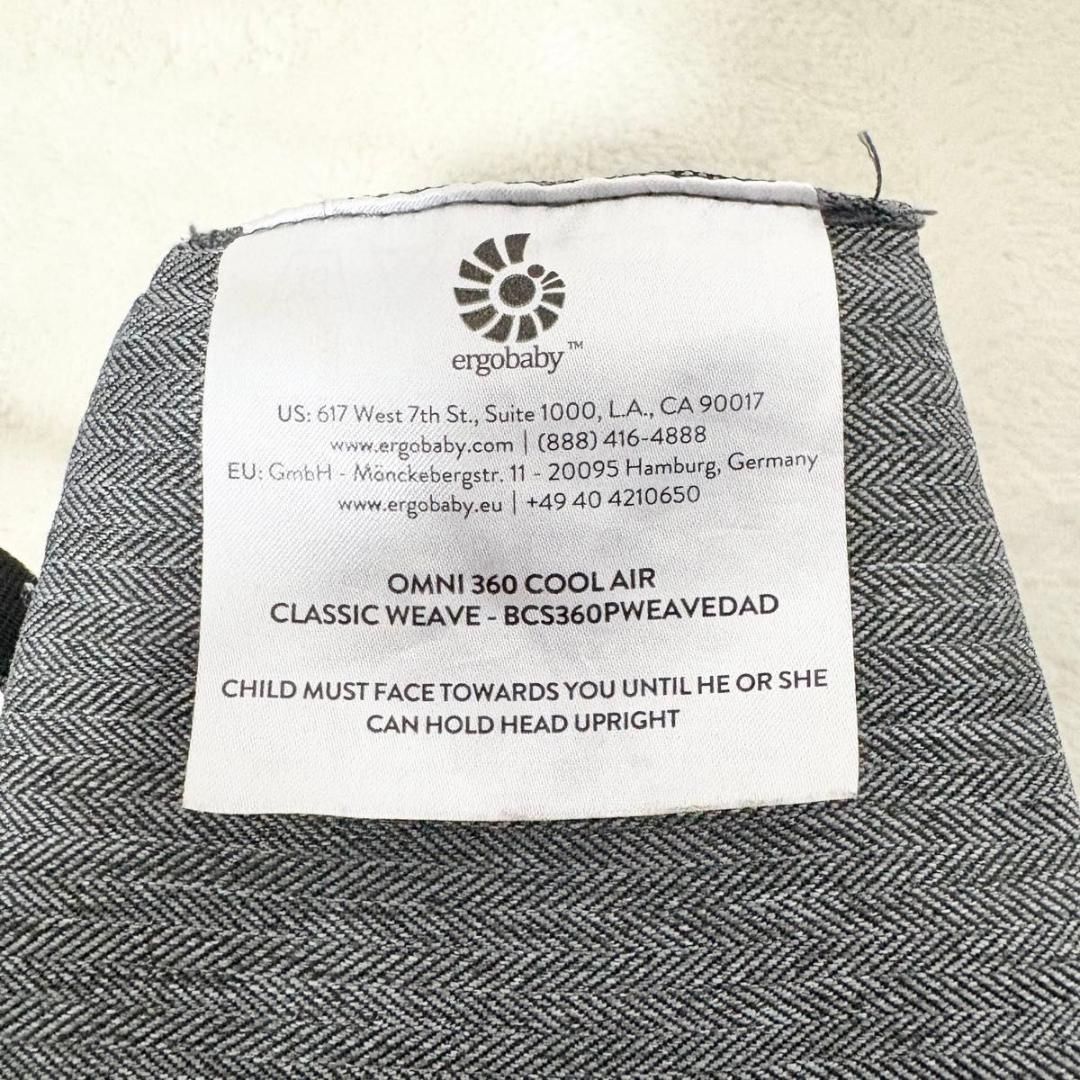 ergobaby™
US: 617 West 7th St., Suite 1000, L.A., CA 90017
www.ergobaby.com | (888) 416-4888
EU: GmbH - Mönckebergstr. 11 - 20095 Hamburg, Germany
www.ergobaby.eu | +49 40 4210650
OMNI 360 COOL AIR
CLASSIC WEAVE - BCS360PWEAVEDAD
CHILD MUST FACE TOWARDS YOU UNTIL HE OR SHE
CAN HOLD HEAD UPRIGHT